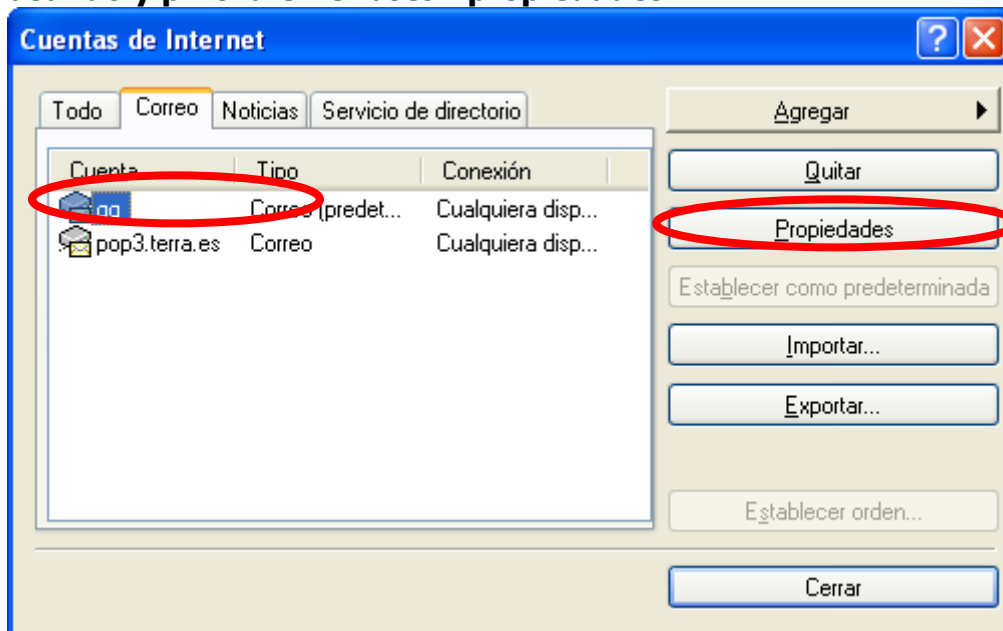 Cuentas de Internet
Todo Correo Noticias Servicio de directorio
Agregar
Cuenta Tipo Conexión
Quitar
Correo (predet... Cualquiera disp...
Propiedades
pop3.terra.es Correo Cualquiera disp...
Establecer como predeterminada
Importar...
Exportar...
Establecer orden...
Cerrar